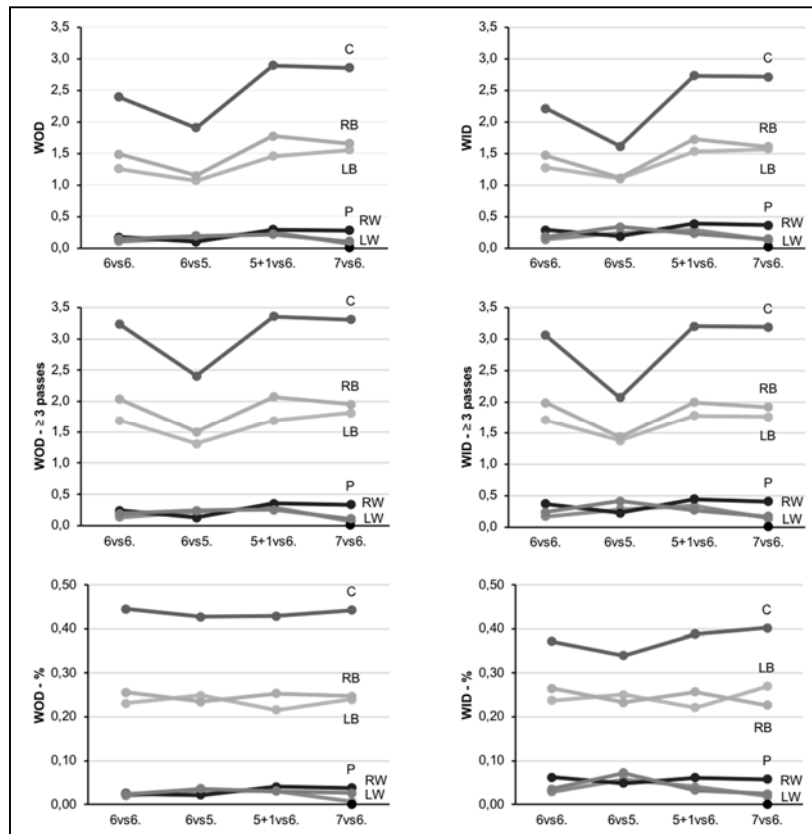 3,5
3,0
2,5
2,0
1,5
1,0
0,5
0,0
WOD
C
RB
LB
P
RW
LW
6vs6.
6vs5.
5+1vs6.
7vs6.
3,5
3,0
2,5
2,0
1,5
1,0
0,5
0,0
WID
C
RB
LB
P
RW
LW
6vs6.
6vs5.
5+1vs6.
7vs6.
3,5
3,0
2,5
2,0
1,5
1,0
0,5
0,0
WOD - ≥ 3 passes
C
RB
LB
P
RW
LW
6vs6.
6vs5.
5+1vs6.
7vs6.
3,5
3,0
2,5
2,0
1,5
1,0
0,5
0,0
WID - ≥ 3 passes
C
RB
LB
P
RW
LW
6vs6.
6vs5.
5+1vs6.
7vs6.
0,50
0,40
0,30
0,20
0,10
0,00
WOD - %
C
RB
LB
P
RW
LW
6vs6.
6vs5.
5+1vs6.
7vs6.
0,50
0,40
0,30
0,20
0,10
0,00
WID - %
C
LB
RB
P
RW
LW
6vs6.
6vs5.
5+1vs6.
7vs6.